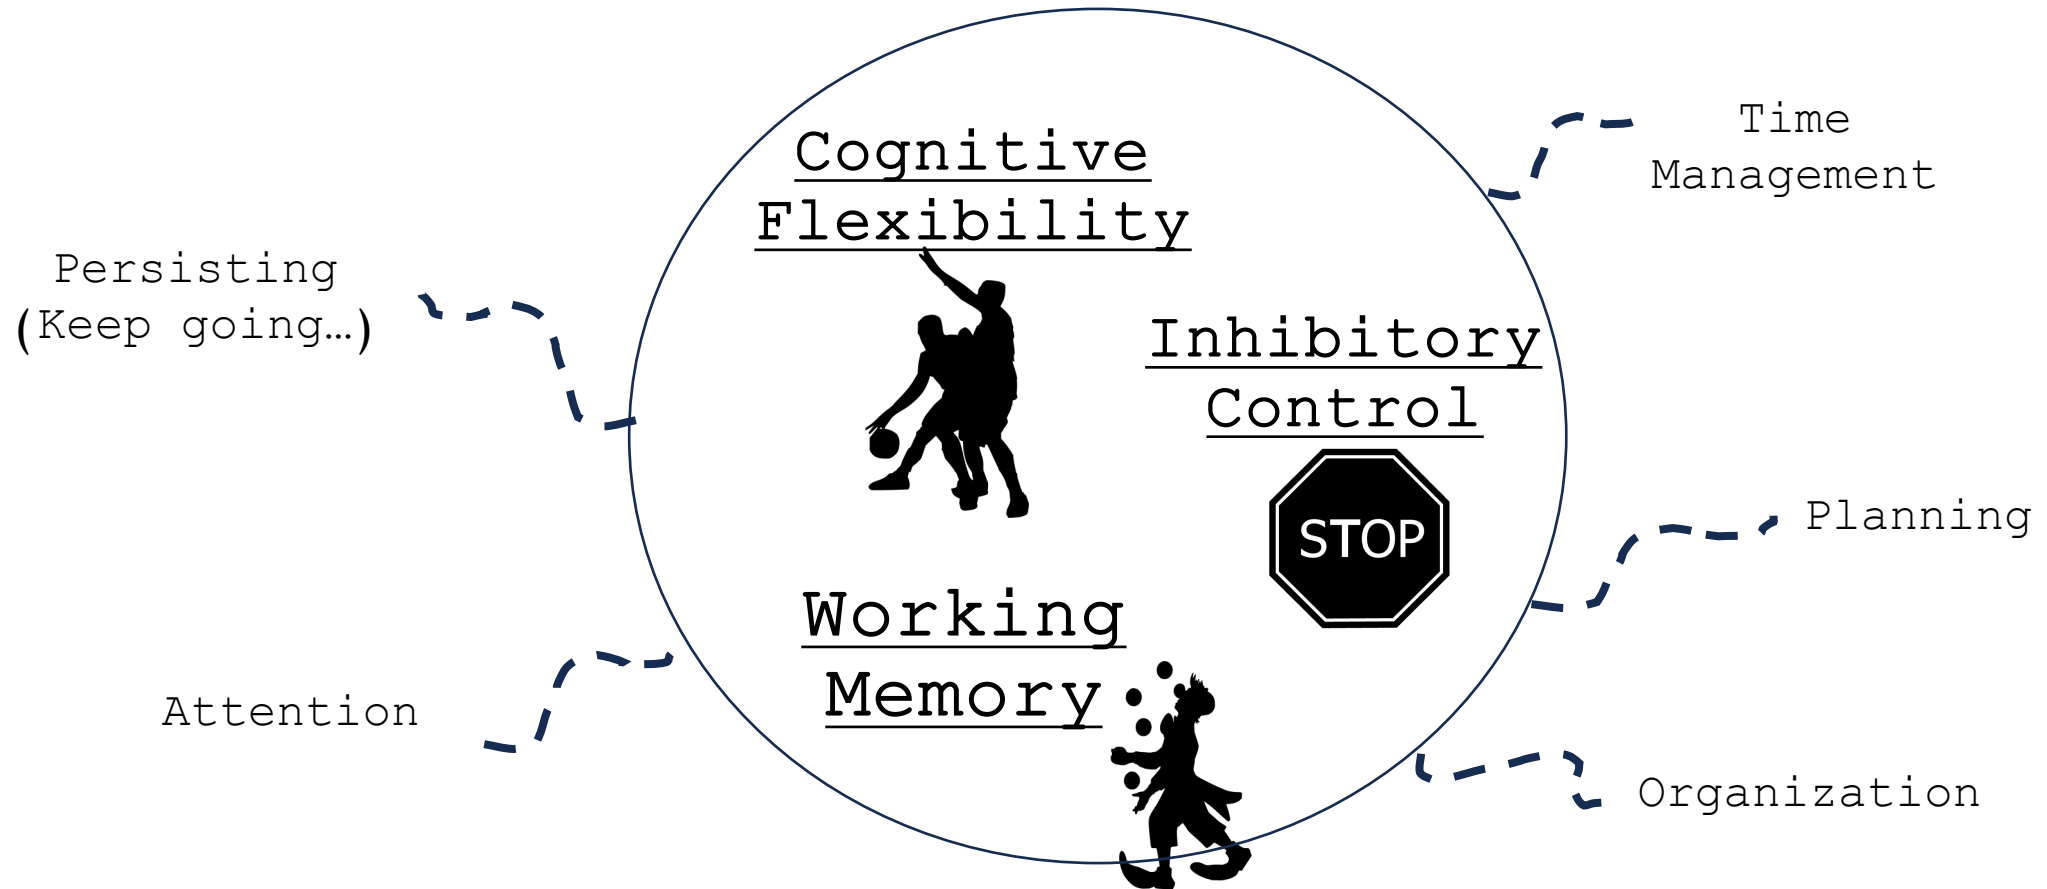 Cognitive
Flexibility
Inhibitory
Control
STOP
Working
Memory
Persisting
(Keep going…)
Attention
Time
Management
Planning
Organization